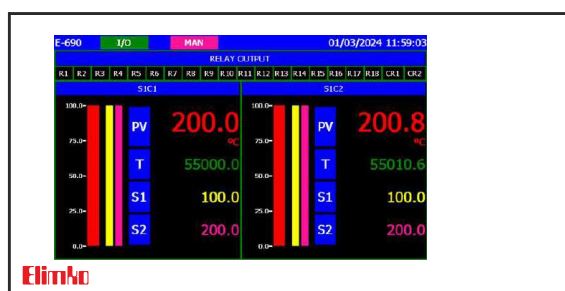 E-690 I/O MAN 01/03/2024 11:59:03
RELAY OUTPUT
R1 R2 R3 R4 R5 R6 R7 R8 R9 R10 R11 R12 R13 R14 R15 R16 R17 R18 CR1 CR2
S1C1 S1C2
100.0 PV 200.0 °C 100.0 PV 200.8 °C
75.0 75.0
T 55000.0 T 55010.6
50.0 50.0
S1 100.0 S1 100.0
25.0 25.0
S2 200.0 S2 200.0
0.0 0.0
Elimko